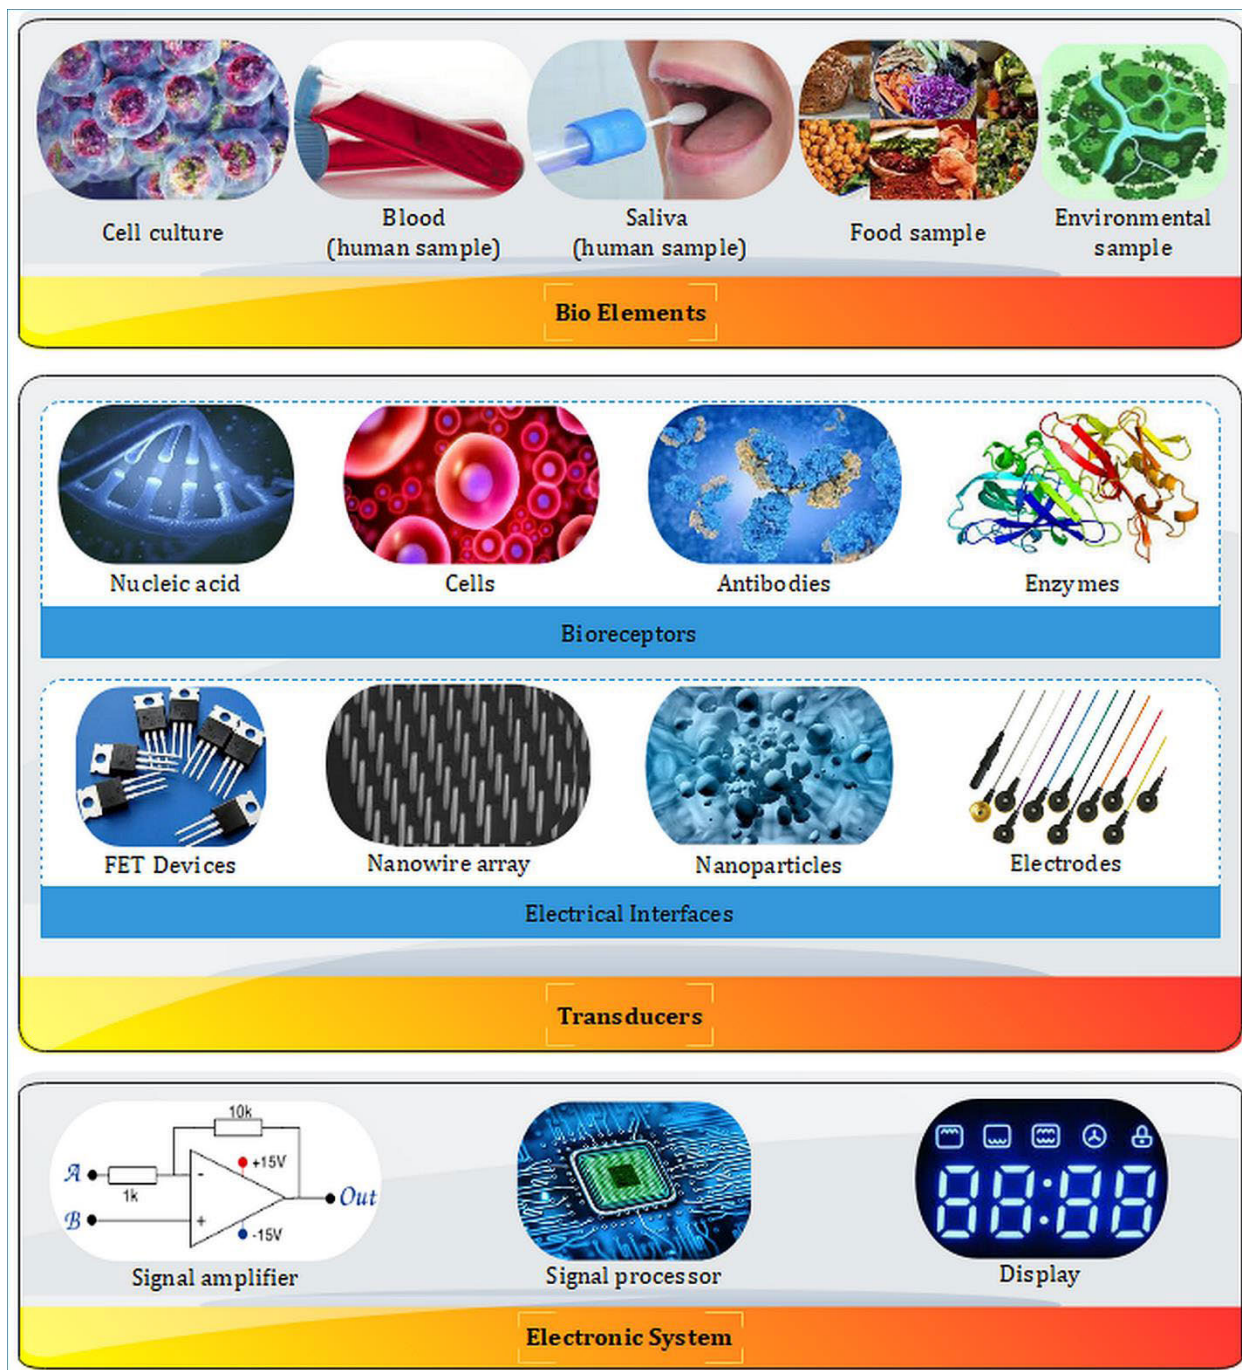 Cell culture
Blood
(human sample)
Saliva
(human sample)
Food sample
Environmental
sample
Bio Elements
Nucleic acid
Cells
Antibodies
Enzymes
Bioreceptors
FET Devices
Nanowire array
Nanoparticles
Electrodes
Electrical Interfaces
Transducers
10k
A
1k
-
+15V
B
+
-15V
Out
88:88
Signal amplifier
Signal processor
Display
Electronic System